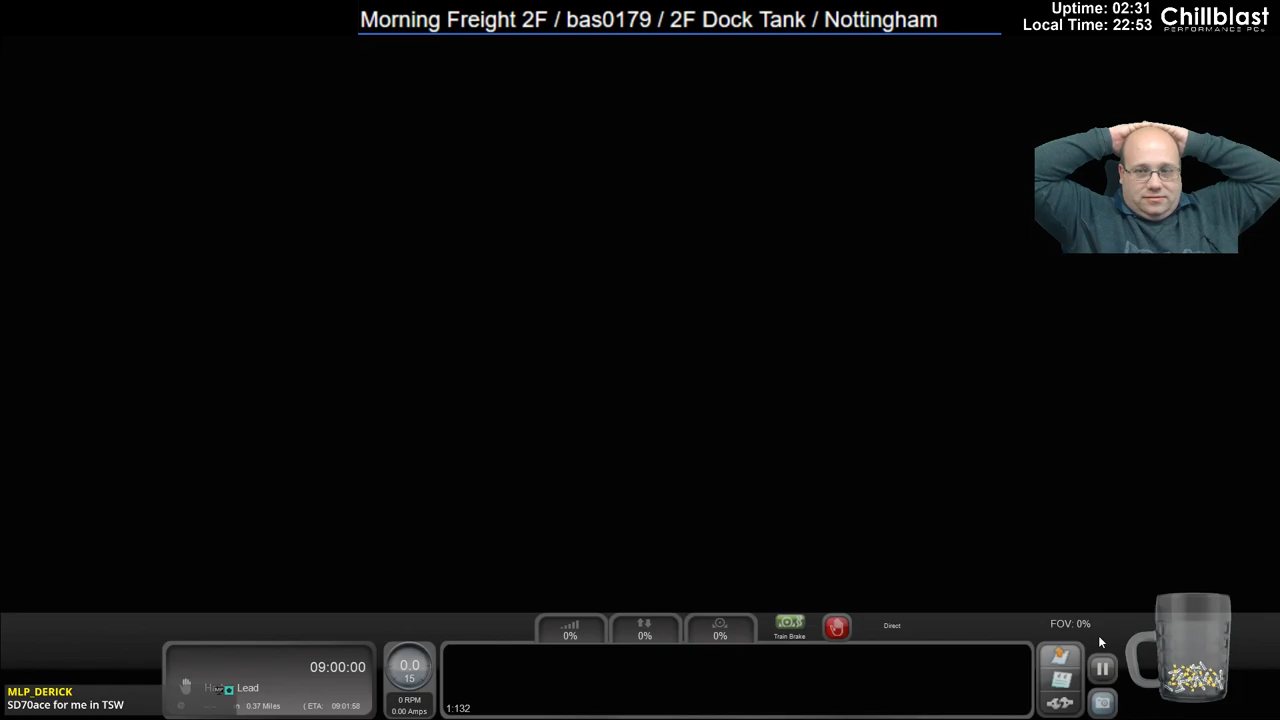 Morning Freight 2F / bas0179 / 2F Dock Tank / Nottingham
Uptime: 02:31
Local Time: 22:53
Chillblast
PERFORMANCE PCs
FOV: 0%
0%
0%
0%
Train Brake
Direct
09:00:00
Lead
0.37 Miles
( ETA: 09:01:58
0.0
15
0 RPM
0.00 Amps
1:132
MLP_DERICK
SD70ace for me in TSW